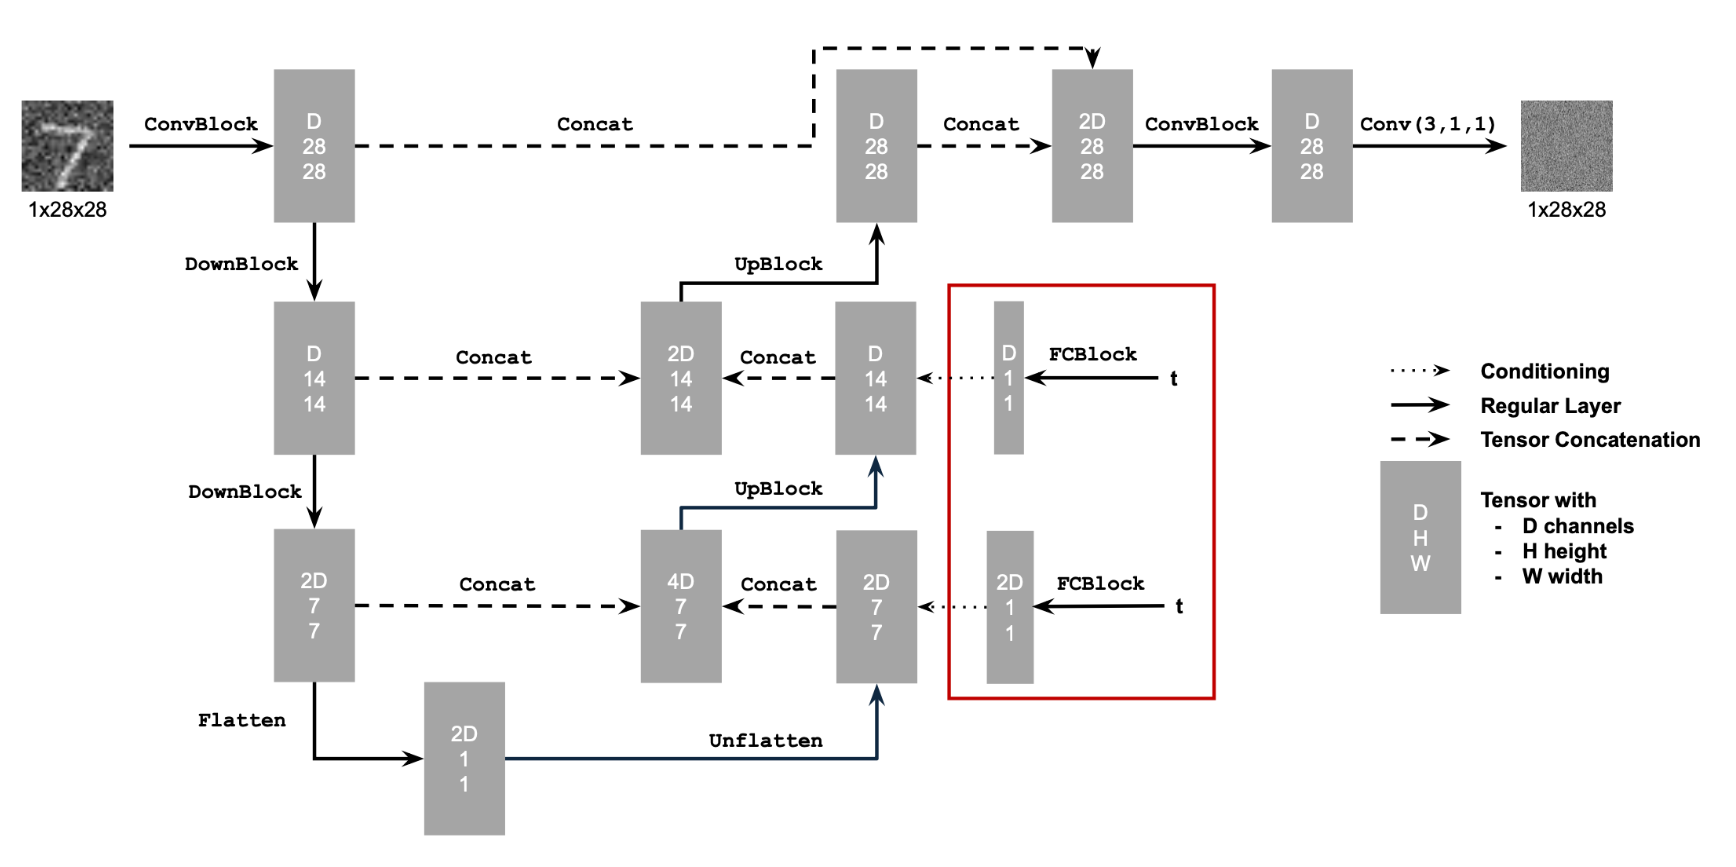 Concat
ConvBlock
D
28
28
D
28
28
Concat
2D
28
28
ConvBlock
D
28
28
Conv(3,1,1)
1x28x28
1x28x28
DownBlock
UpBlock
D
14
14
Concat
2D
14
14
Concat
D
14
14
D
1
1
FCBlock
t
Conditioning
Regular Layer
Tensor Concatenation
DownBlock
UpBlock
D
H
W
Tensor with
- D channels
- H height
- W width
2D
7
7
Concat
4D
7
7
Concat
2D
7
7
2D
1
1
FCBlock
t
Flatten
2D
1
1
Unflatten